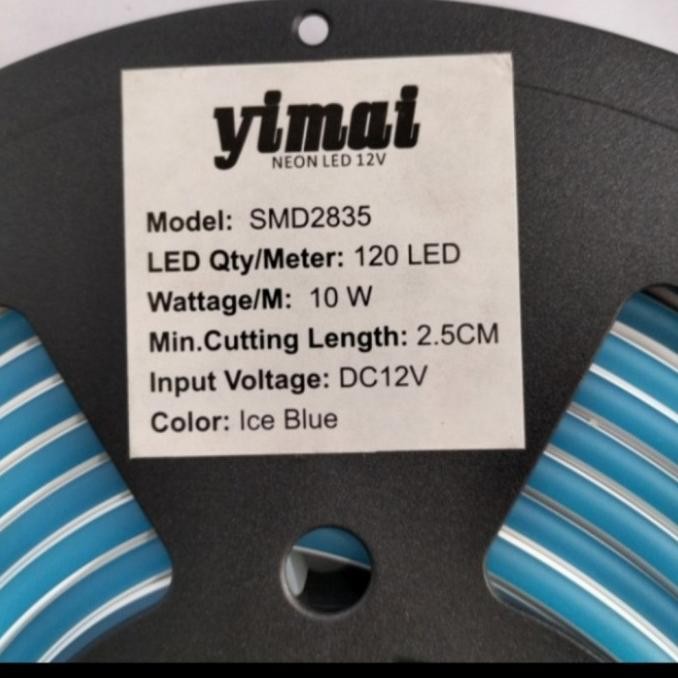 yimai
NEON LED 12V
Model: SMD2835
LED Qty/Meter: 120 LED
Wattage/M: 10 W
Min.Cutting Length: 2.5CM
Input Voltage: DC12V
Color: Ice Blue